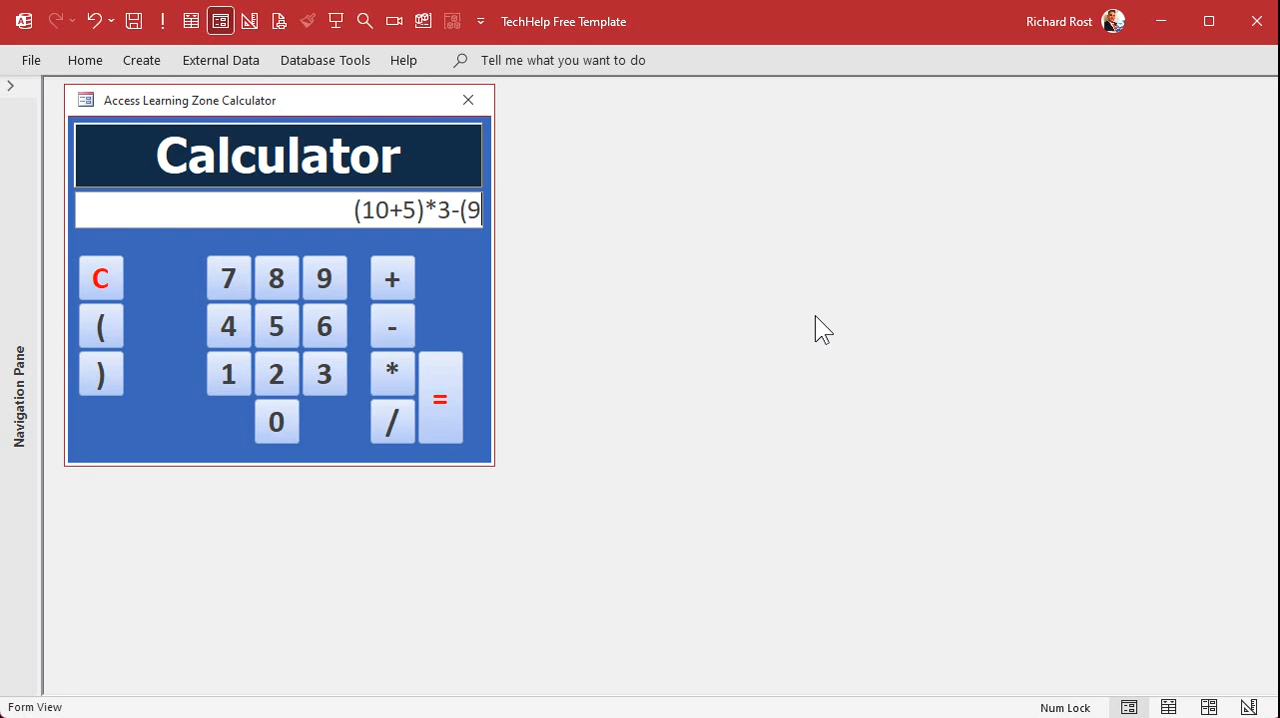 TechHelp Free Template
Richard Rost
File Home Create External Data Database Tools Help Tell me what you want to do
Access Learning Zone Calculator
Calculator
(10+5)*3-(9
C 7 8 9 +
( 4 5 6 -
) 1 2 3 *
=
0 /
Navigation Pane
Form View
Num Lock